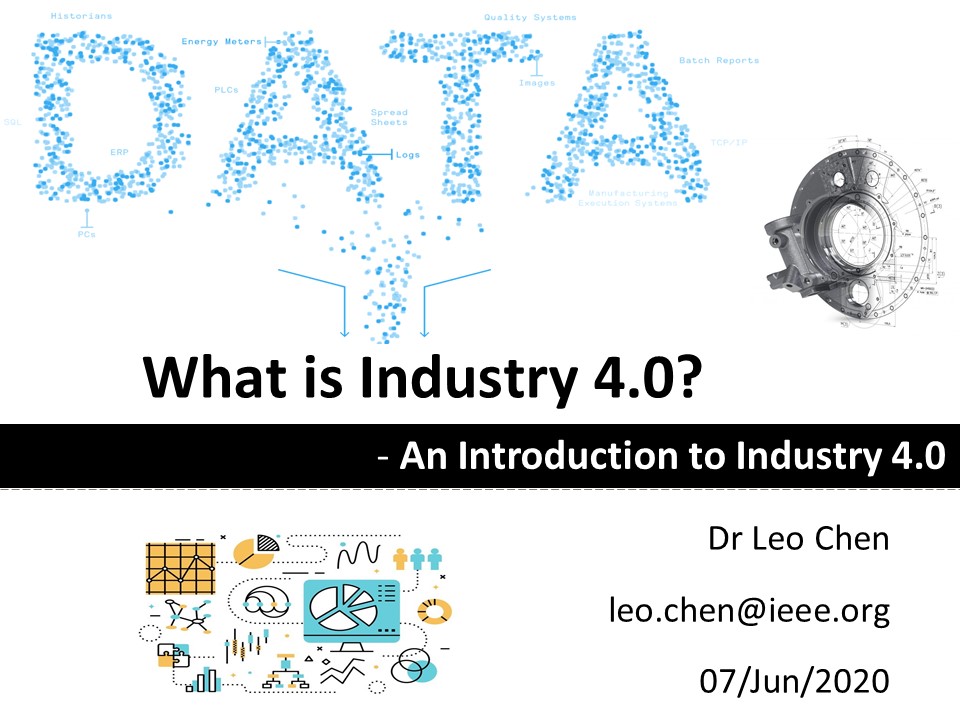 Historians
Quality Systems
Energy Meters
Batch Reports
DATA
Images
PLCs
Spread
Sheets
SQL
TCP/IP
ERP
Logs
Manufacturing
Execution Systems
PCs
What is Industry 4.0?
- An Introduction to Industry 4.0
Dr Leo Chen
leo.chen@ieee.org
07/Jun/2020